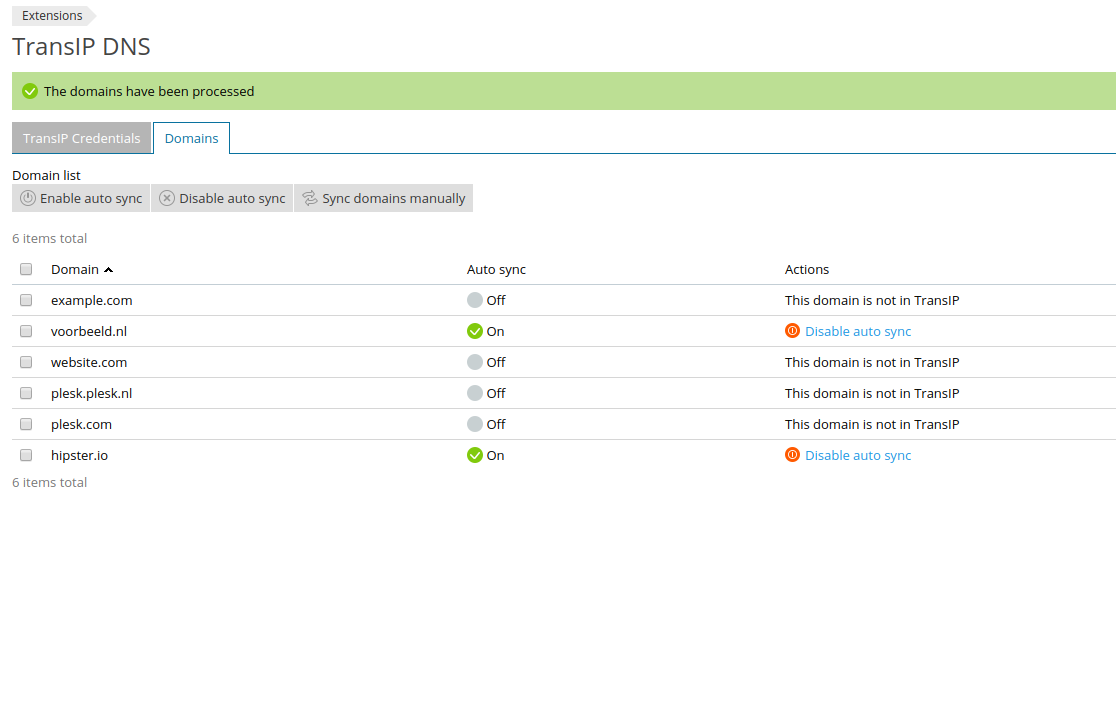 Extensions
TransIP DNS
The domains have been processed
TransIP Credentials Domains
Domain list
Enable auto sync Disable auto sync Sync domains manually
6 items total
Domain Auto sync Actions
example.com Off This domain is not in TransIP
voorbeeld.nl On Disable auto sync
website.com Off This domain is not in TransIP
plesk.plesk.nl Off This domain is not in TransIP
plesk.com Off This domain is not in TransIP
hipster.io On Disable auto sync
6 items total